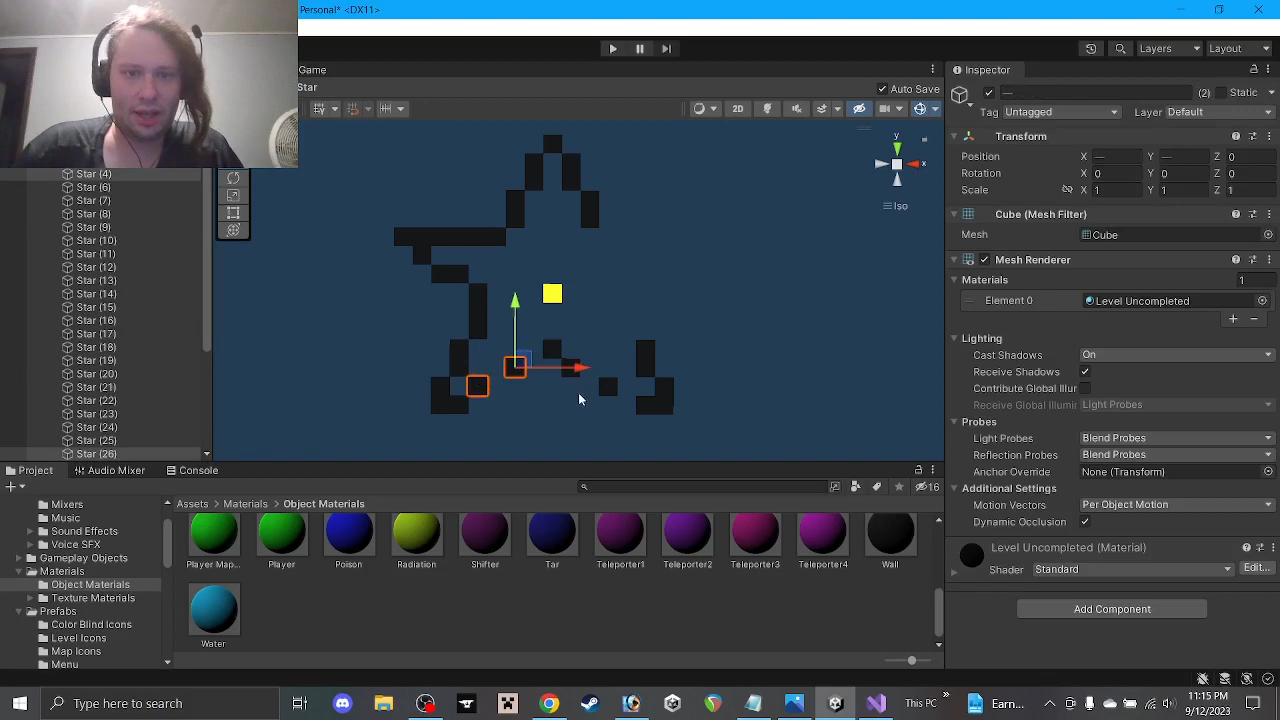 Personal* <DX11>
Layers
Layout
Game
Inspector
Star
Auto Save
2D
(2)
Static
Tag Untagged
Layer Default
Transform
Position X — Y — Z 0
Rotation X 0 Y 0 Z 0
Scale X 1 Y 1 Z 1
y
x
Iso
Cube (Mesh Filter)
Mesh Cube
Mesh Renderer
Materials 1
Element 0 Level Uncompleted
Lighting
Cast Shadows On
Receive Shadows
Contribute Global Illur
Receive Global Illumi Light Probes
Probes
Light Probes Blend Probes
Reflection Probes Blend Probes
Anchor Override None (Transform)
Additional Settings
Motion Vectors Per Object Motion
Dynamic Occlusion
Level Uncompleted (Material)
Shader Standard Edit...
Add Component
Star (4)
Star (6)
Star (7)
Star (8)
Star (9)
Star (10)
Star (11)
Star (12)
Star (13)
Star (14)
Star (15)
Star (16)
Star (17)
Star (18)
Star (19)
Star (20)
Star (21)
Star (22)
Star (23)
Star (24)
Star (25)
Star (26)
Project
Audio Mixer
Console
16
Mixers
Music
Sound Effects
Voice SFX
Gameplay Objects
Materials
Object Materials
Texture Materials
Prefabs
Color Blind Icons
Level Icons
Map Icons
Menu
Assets > Materials > Object Materials
Player Map...
Player
Poison
Radiation
Shifter
Tar
Teleporter1
Teleporter2
Teleporter3
Teleporter4
Wall
Water
Type here to search
This PC
Desktop
11:15 PM
9/12/2023